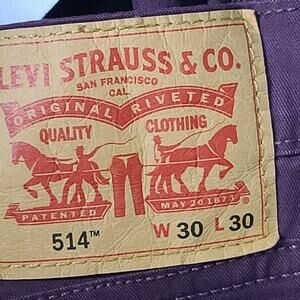 LEVI STRAUSS & CO.
SAN FRANCISCO
CAL.
ORIGINAL RIVETED
QUALITY CLOTHING
PATENTED MAY 20 1873
514™ W 30 L 30